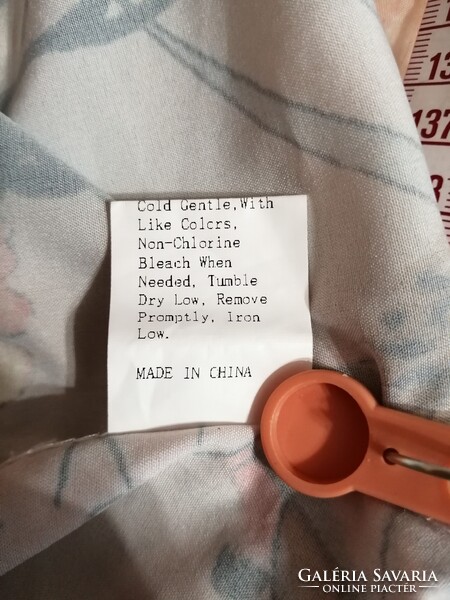 Cold Gentle, With
Like Colors,
Non-Chlorine
Bleach When
Needed, Tumble
Dry Low, Remove
Promptly, Iron
Low.
MADE IN CHINA
137
GALÉRIA SAVARIA
ONLINE PIACTÉR